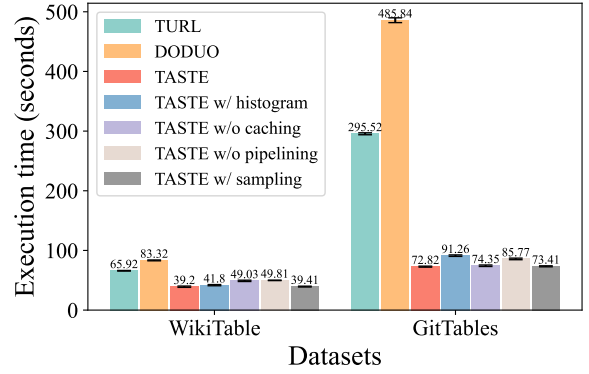 Execution time (seconds)
500
400
300
200
100
0
TURL
DODUO
TASTE
TASTE w/ histogram
TASTE w/o caching
TASTE w/o pipelining
TASTE w/ sampling
65.92
83.32
39.2
41.8
49.03
49.81
39.41
295.52
485.84
72.82
91.26
74.35
85.77
73.41
WikiTable
GitTables
Datasets